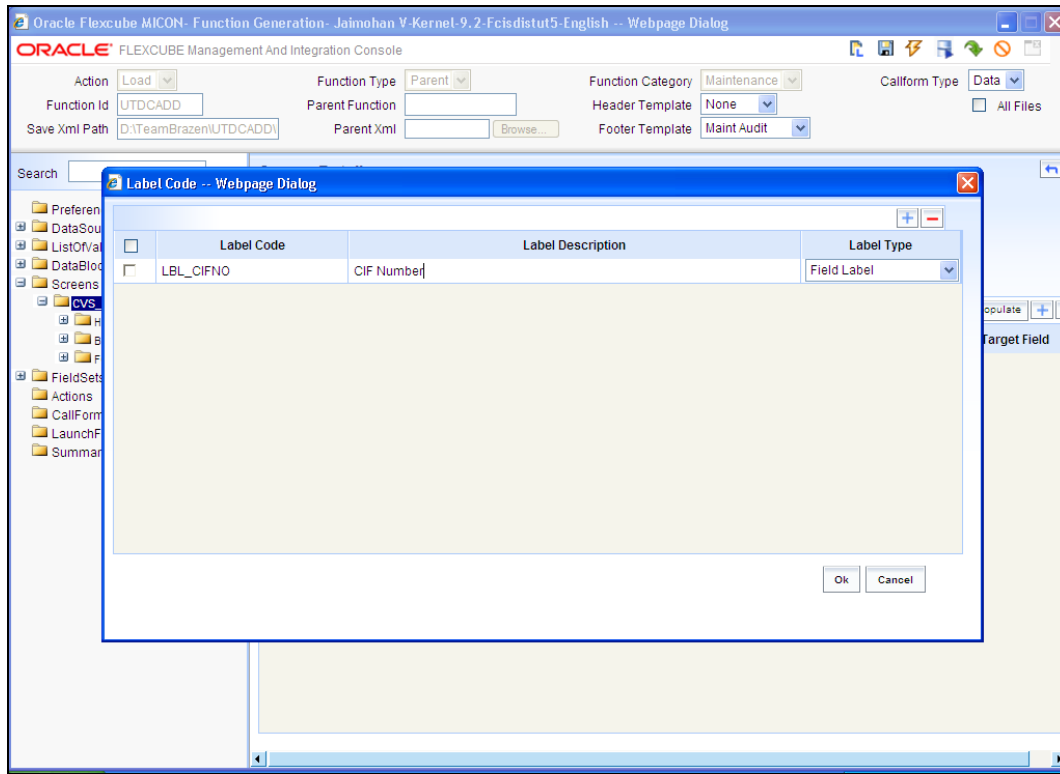 Oracle Flexcube MICON- Function Generation- Jaimohan V-Kernel-9.2-Fcisdistut5-English -- Webpage Dialog
ORACLE FLEXCUBE Management And Integration Console
Action Load Function Type Parent Function Category Maintenance Callform Type Data
Function Id UTDCADD Parent Function Header Template None All Files
Save Xml Path D:\TeamBrazen\UTDCADD\ Parent Xml Browse... Footer Template Maint Audit
Search
Label Code -- Webpage Dialog
Preferen
DataSou
ListOfVal
DataBloc
Screens
CVS_
H
B
F
FieldSets
Actions
CallForm
LaunchF
Summar
Label Code Label Description Label Type
LBL_CIFNO CIF Number Field Label
opulate
Target Field
Ok Cancel